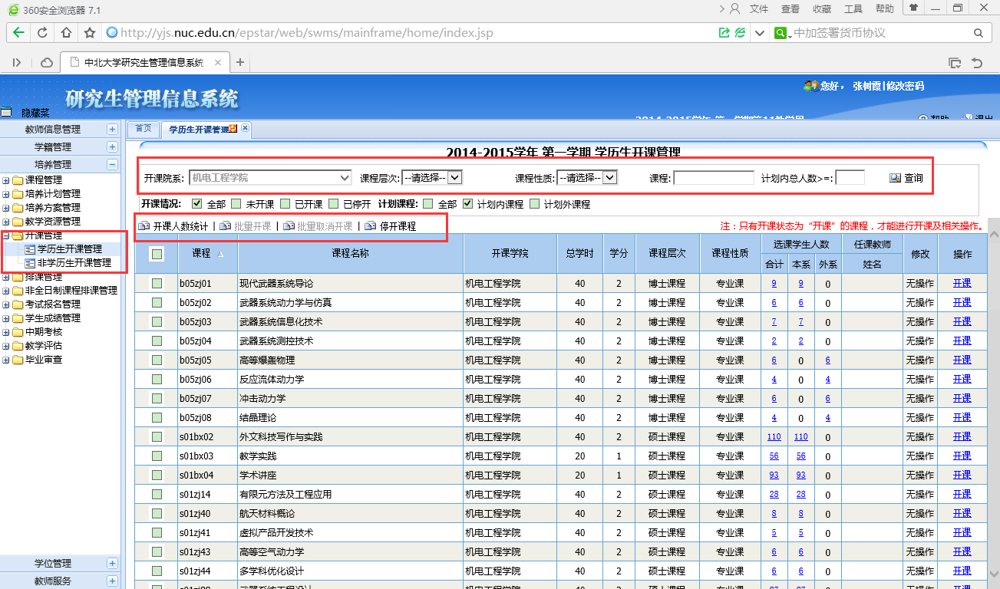 360安全浏览器 7.1
文件 查看 收藏 工具 帮助
http://yjs.nuc.edu.cn/epstar/web/swms/mainframe/home/index.jsp
中加签署货币协议
中北大学研究生管理信息系统
研究生管理信息系统
您好， 张树霞|修改密码
隐藏菜
2014-2015学年 第一学期第11教学周
帮助 退出
教师信息管理
学籍管理
培养管理
课程管理
培养计划管理
培养方案管理
教学资源管理
开课管理
学历生开课管理
非学历生开课管理
排课管理
非全日制课程排课管理
考试报名管理
学生成绩管理
中期考核
教学评估
毕业审查
学位管理
教师服务
首页 学历生开课管理
2014-2015学年 第一学期 学历生开课管理
开课院系: 机电工程学院 课程层次: --请选择-- 课程性质: --请选择-- 课程: 计划内总人数>=: 查询
开课情况: 全部 未开课 已开课 已停开 计划课程: 全部 计划内课程 计划外课程
开课人数统计 | 批量开课 | 批量取消开课 | 停开课程
注：只有开课状态为“开课”的课程，才能进行开课及相关操作。
课程 课程名称 开课学院 总学时 学分 课程层次 课程性质 选课学生人数 任课教师 修改 操作
合计 本系 外系 姓名
b05zj01 现代武器系统导论 机电工程学院 40 2 博士课程 专业课 9 9 0 无操作 开课
b05zj02 武器系统动力学与仿真 机电工程学院 40 2 博士课程 专业课 6 6 0 无操作 开课
b05zj03 武器系统信息化技术 机电工程学院 40 2 博士课程 专业课 7 7 0 无操作 开课
b05zj04 武器系统测控技术 机电工程学院 40 2 博士课程 专业课 2 2 0 无操作 开课
b05zj05 高等爆轰物理 机电工程学院 40 2 博士课程 专业课 6 0 6 无操作 开课
b05zj06 反应流体动力学 机电工程学院 40 2 博士课程 专业课 4 0 4 无操作 开课
b05zj07 冲击动力学 机电工程学院 40 2 博士课程 专业课 6 0 6 无操作 开课
b05zj08 结晶理论 机电工程学院 40 2 博士课程 专业课 4 0 4 无操作 开课
s01bx02 外文科技写作与实践 机电工程学院 40 2 硕士课程 专业课 110 110 0 无操作 开课
s01bx03 教学实践 机电工程学院 20 1 硕士课程 专业课 56 56 0 无操作 开课
s01bx04 学术讲座 机电工程学院 20 1 硕士课程 专业课 93 93 0 无操作 开课
s01zj14 有限元方法及工程应用 机电工程学院 40 2 硕士课程 专业课 28 28 0 无操作 开课
s01zj40 航天材料概论 机电工程学院 40 2 硕士课程 专业课 8 8 0 无操作 开课
s01zj41 虚拟产品开发技术 机电工程学院 40 2 硕士课程 专业课 5 5 0 无操作 开课
s01zj43 高等空气动力学 机电工程学院 40 2 硕士课程 专业课 6 6 0 无操作 开课
s01zj44 多学科优化设计 机电工程学院 40 2 硕士课程 专业课 6 6 0 无操作 开课